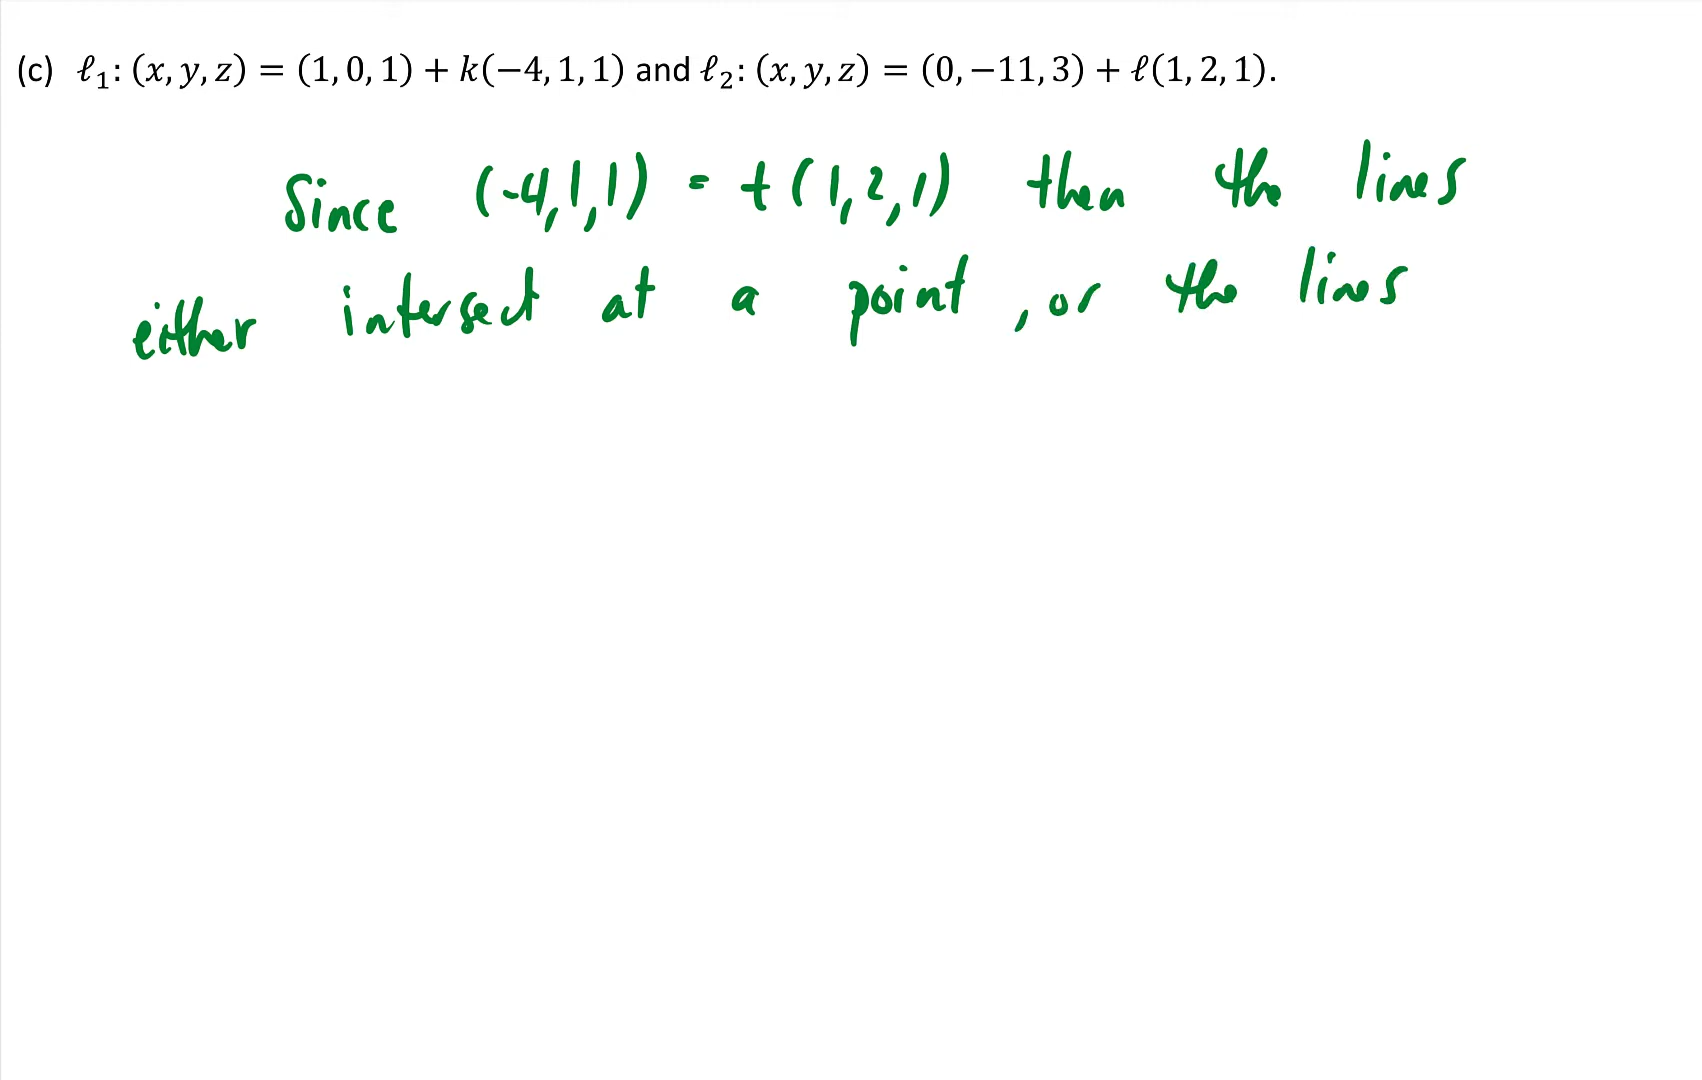 (c) ℓ₁: (x, y, z) = (1, 0, 1) + k(−4, 1, 1) and ℓ₂: (x, y, z) = (0, −11, 3) + ℓ(1, 2, 1).
Since (-4,1,1) = t(1,2,1) then the lines
either intersect at a point, or the lines